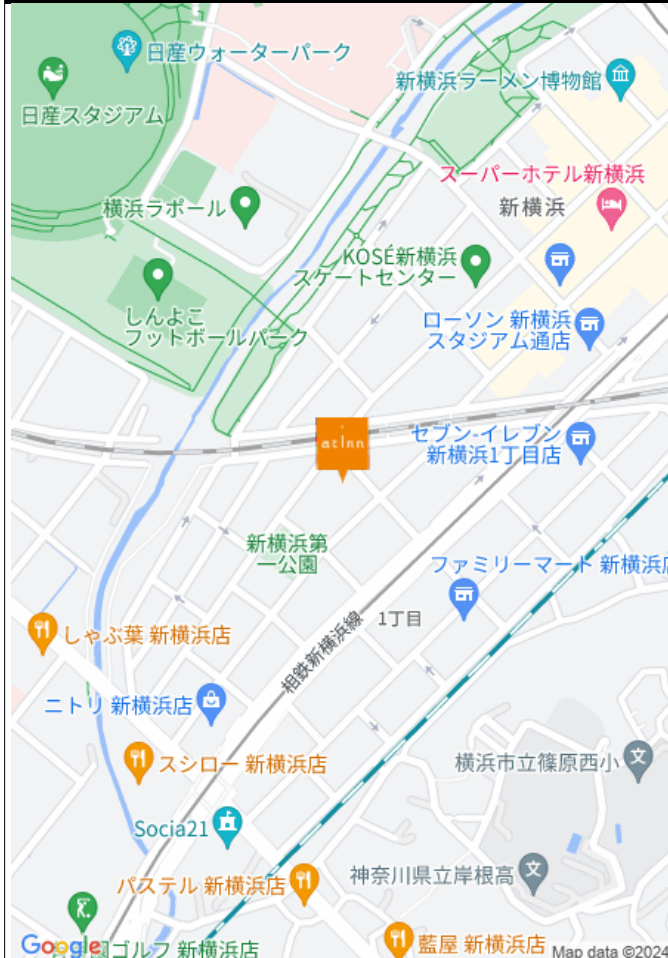 日産ウォーターパーク
新横浜ラーメン博物館
日産スタジアム
スーパーホテル新横浜
横浜ラポール
新横浜
KOSÉ新横浜
スケートセンター
しんよこ
フットボールパーク
ローソン 新横浜
スタジアム通店
atinn
セブン-イレブン
新横浜1丁目店
新横浜第
一公園
ファミリーマート 新横浜店
1丁目
しゃぶ葉 新横浜店
相鉄新横浜線
ニトリ 新横浜店
スシロー 新横浜店
横浜市立篠原西小
文
Socia21
パステル 新横浜店
神奈川県立岸根高
文
Google
ゴルフ 新横浜店
藍屋 新横浜店
Map data ©2024